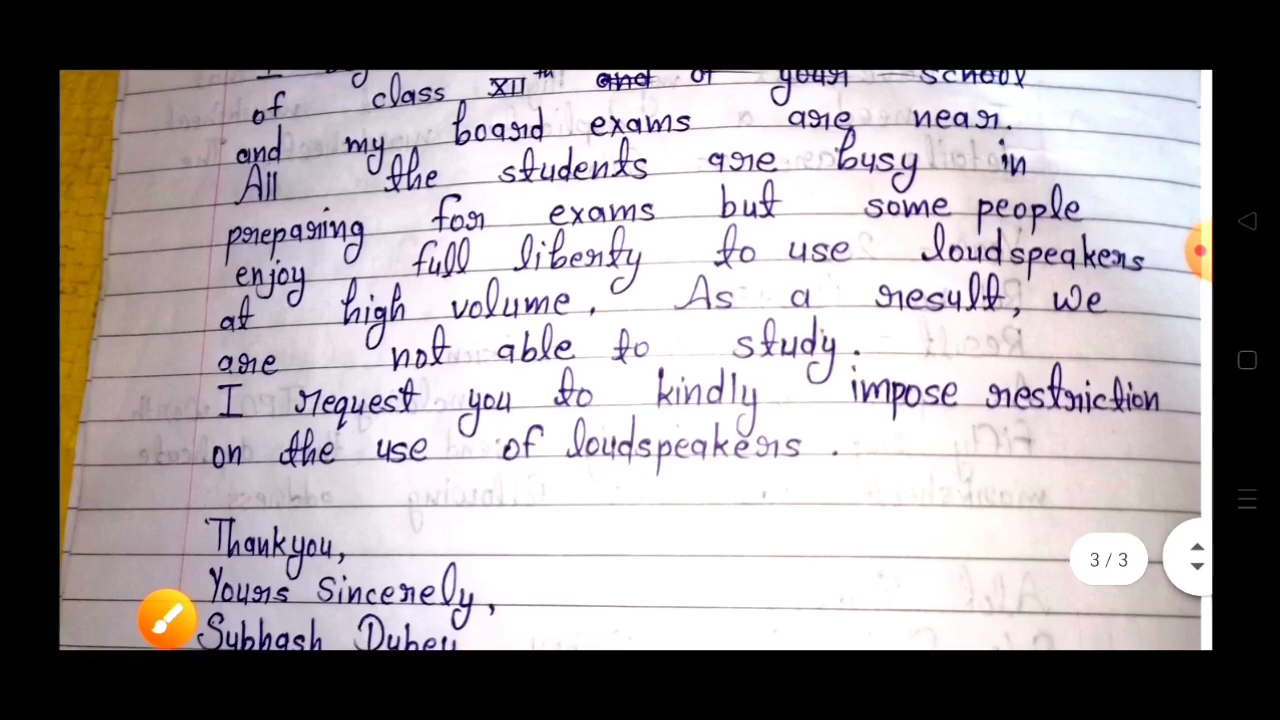 of class XIIth and of your school
and my board exams are near.
All the students are busy in
preparing for exams but some people
enjoy full liberty to use loudspeakers
at high volume. As a result, we
are not able to study.
I request you to kindly impose restriction
on the use of loudspeakers.
Thankyou,
Yours Sincerely,
Subhash Dubey
3/3